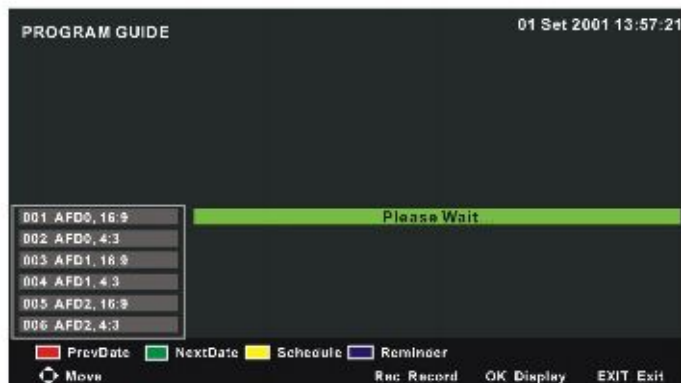 PROGRAM GUIDE
01 Set 2001 13:57:21
001 AFD0, 16:9
Please Wait...
002 AFD0, 4:3
003 AFD1, 16:9
004 AFD1, 4:3
005 AFD2, 16:9
006 AFD2, 4:3
PrevDate NextDate Schedule Reminder
Move Rec Record OK Display EXIT Exit